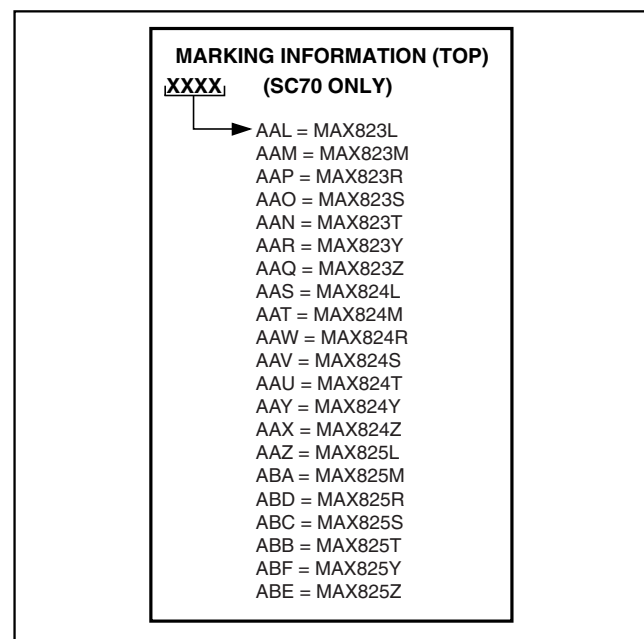 MARKING INFORMATION (TOP)
XXXX (SC70 ONLY)
AAL = MAX823L
AAM = MAX823M
AAP = MAX823R
AAO = MAX823S
AAN = MAX823T
AAR = MAX823Y
AAQ = MAX823Z
AAS = MAX824L
AAT = MAX824M
AAW = MAX824R
AAV = MAX824S
AAU = MAX824T
AAY = MAX824Y
AAX = MAX824Z
AAZ = MAX825L
ABA = MAX825M
ABD = MAX825R
ABC = MAX825S
ABB = MAX825T
ABF = MAX825Y
ABE = MAX825Z